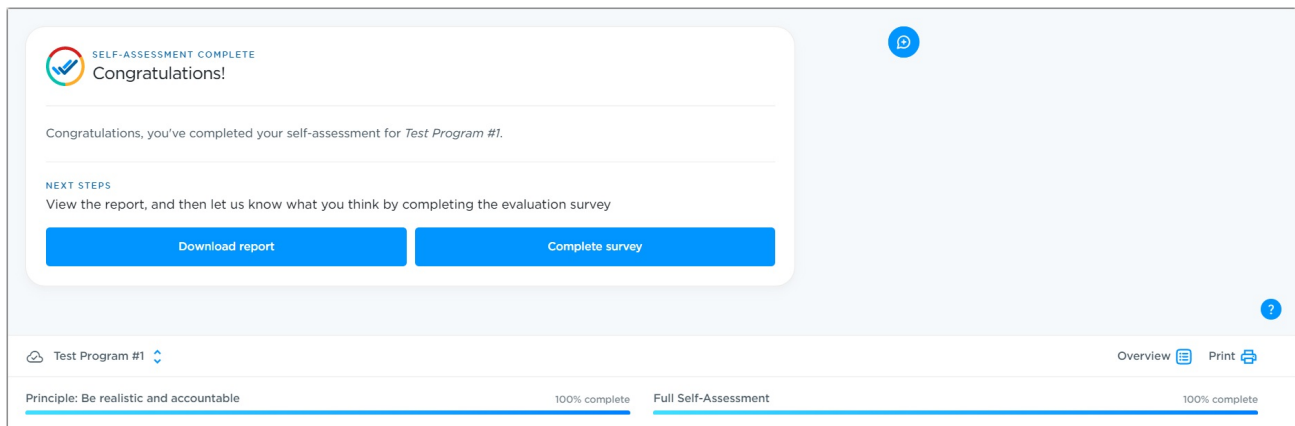 SELF-ASSESSMENT COMPLETE
Congratulations!
Congratulations, you've completed your self-assessment for Test Program #1.
NEXT STEPS
View the report, and then let us know what you think by completing the evaluation survey
Download report
Complete survey
?
Test Program #1
Overview
Print
Principle: Be realistic and accountable
100% complete
Full Self-Assessment
100% complete